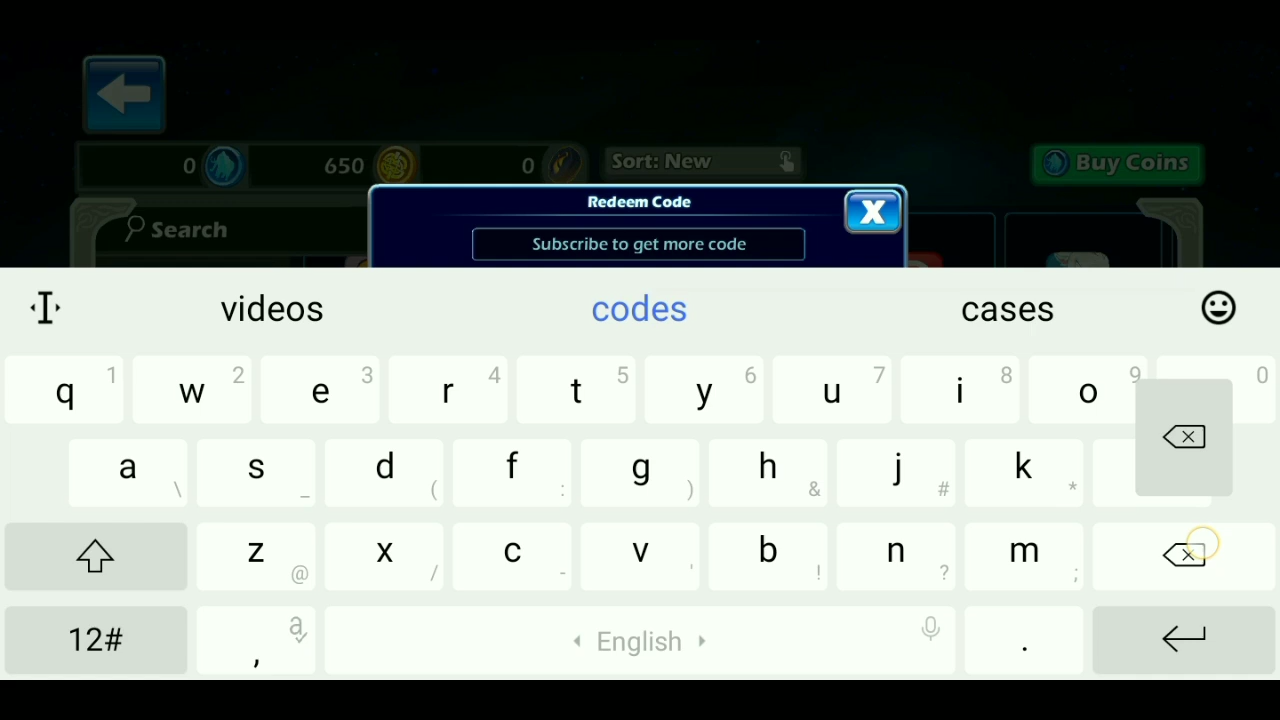 0 650 0 Sort: New Buy Coins
Redeem Code X
Search
Subscribe to get more code
videos codes cases
q 1 w 2 e 3 r 4 t 5 y 6 u 7 i 8 o 9 0
a \ s _ d ( f : g ) h & j # k *
z @ x / c - v ' b ! n ? m ;
12# , a English .